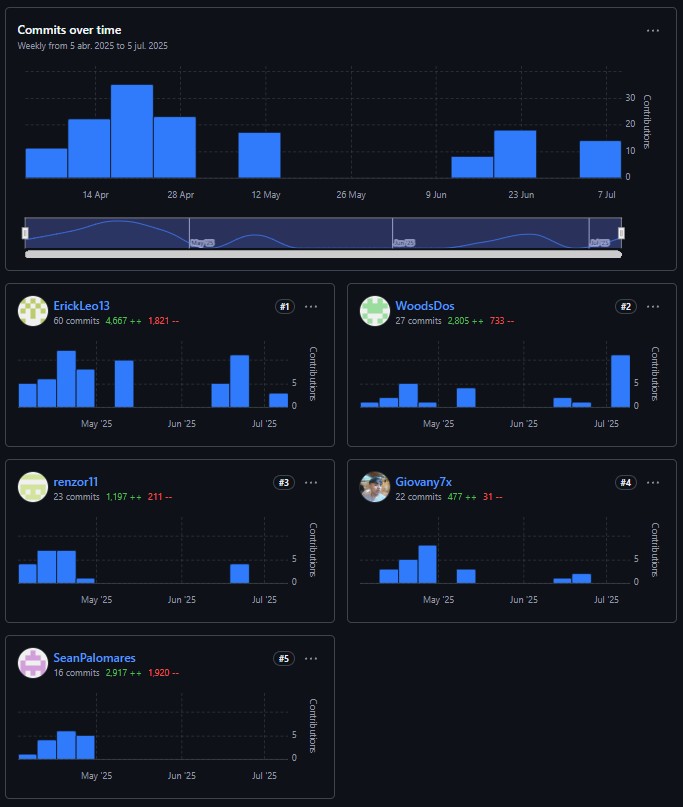 Commits over time
Weekly from 5 abr. 2025 to 5 jul. 2025
30
20
10
0
Contributions
14 Apr
28 Apr
12 May
26 May
9 Jun
23 Jun
7 Jul
May '25
Jun '25
Jul '25
ErickLeo13
#1
60 commits 4,667 ++ 1,821 --
5
0
Contributions
May '25
Jun '25
Jul '25
WoodsDos
#2
27 commits 2,805 ++ 733 --
5
0
Contributions
May '25
Jun '25
Jul '25
renzor11
#3
23 commits 1,197 ++ 211 --
5
0
Contributions
May '25
Jun '25
Jul '25
Giovany7x
#4
22 commits 477 ++ 31 --
5
0
Contributions
May '25
Jun '25
Jul '25
SeanPalomares
#5
16 commits 2,917 ++ 1,920 --
5
0
Contributions
May '25
Jun '25
Jul '25